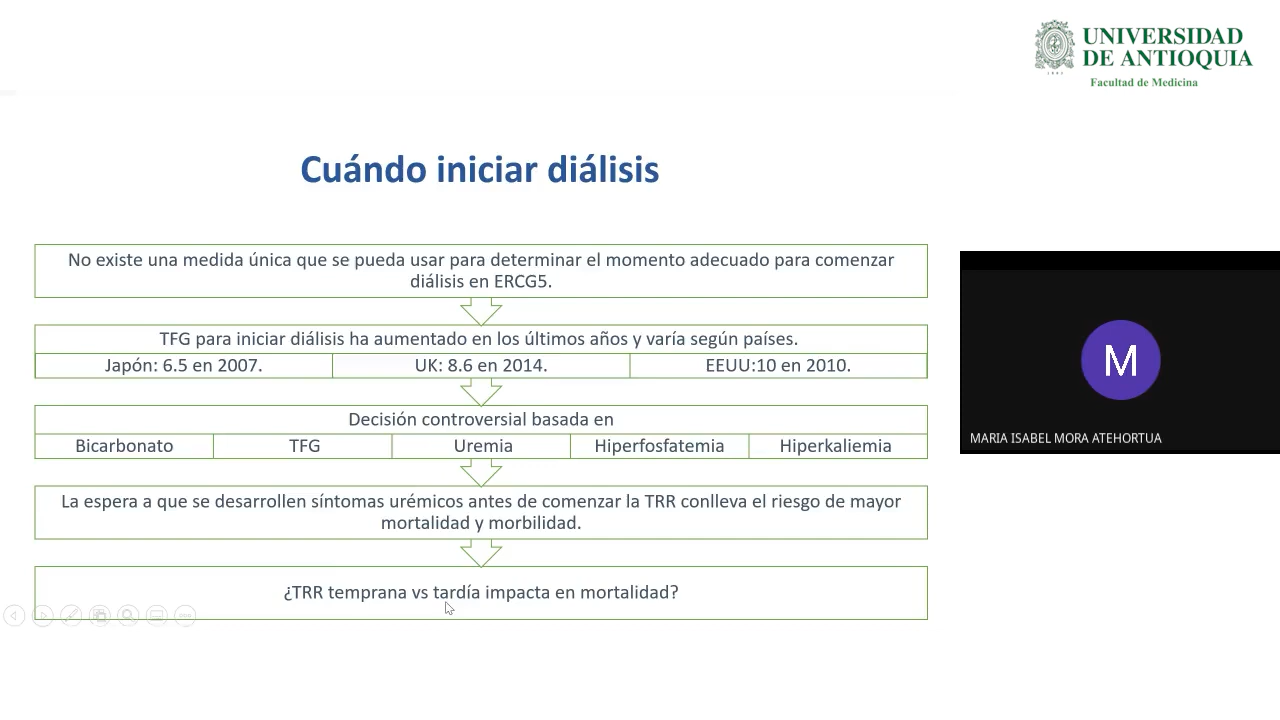 UNIVERSIDAD
DE ANTIOQUIA
1803
Facultad de Medicina
Cuándo iniciar diálisis
No existe una medida única que se pueda usar para determinar el momento adecuado para comenzar
diálisis en ERCG5.
TFG para iniciar diálisis ha aumentado en los últimos años y varía según países.
Japón: 6.5 en 2007.
UK: 8.6 en 2014.
EEUU:10 en 2010.
Decisión controversial basada en
Bicarbonato
TFG
Uremia
Hiperfosfatemia
Hiperkaliemia
La espera a que se desarrollen síntomas urémicos antes de comenzar la TRR conlleva el riesgo de mayor
mortalidad y morbilidad.
¿TRR temprana vs tardía impacta en mortalidad?
M
MARIA ISABEL MORA ATEHORTUA